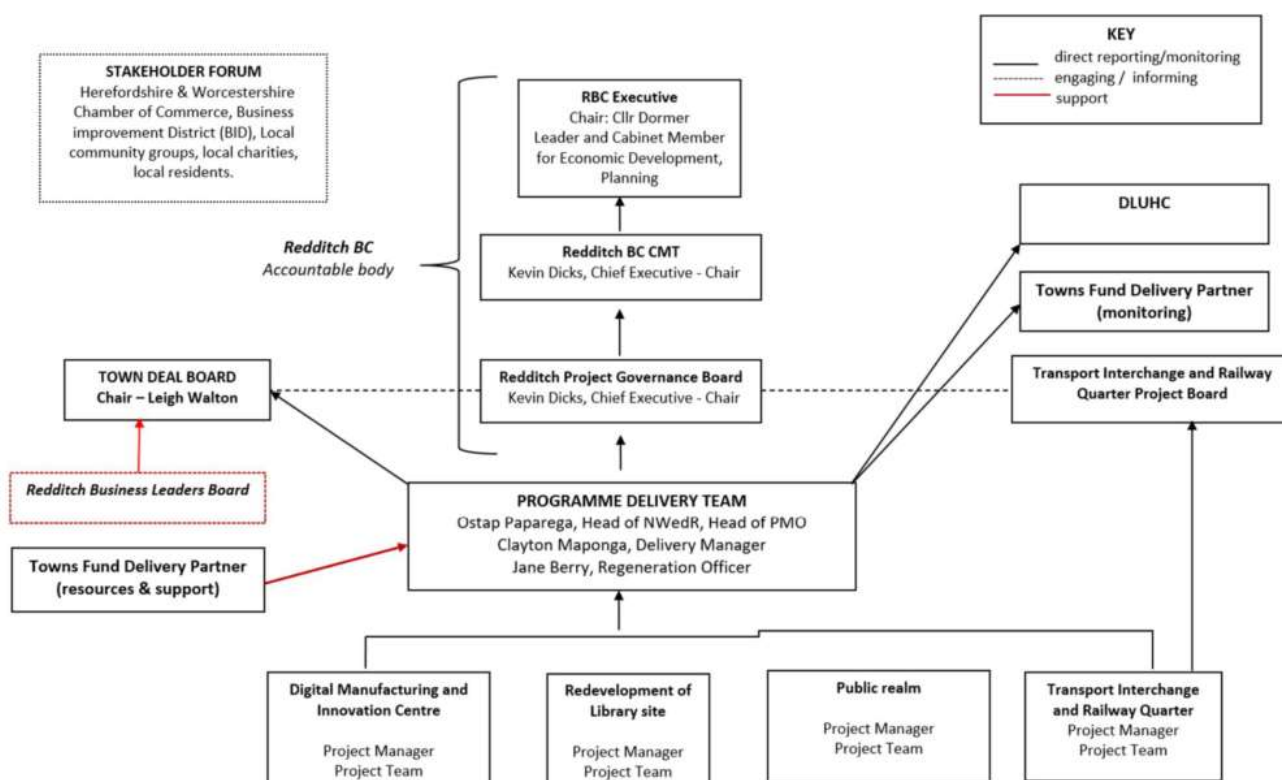 KEY
direct reporting/monitoring
engaging / informing
support
STAKEHOLDER FORUM
Herefordshire & Worcestershire
Chamber of Commerce, Business
improvement District (BID), Local
community groups, local charities,
local residents.
RBC Executive
Chair: Cllr Dormer
Leader and Cabinet Member
for Economic Development,
Planning
DLUHC
Redditch BC
Accountable body
Redditch BC CMT
Kevin Dicks, Chief Executive - Chair
Towns Fund Delivery Partner
(monitoring)
TOWN DEAL BOARD
Chair – Leigh Walton
Redditch Project Governance Board
Kevin Dicks, Chief Executive - Chair
Transport Interchange and Railway
Quarter Project Board
Redditch Business Leaders Board
PROGRAMME DELIVERY TEAM
Ostap Paparega, Head of NWedR, Head of PMO
Clayton Maponga, Delivery Manager
Jane Berry, Regeneration Officer
Towns Fund Delivery Partner
(resources & support)
Digital Manufacturing and
Innovation Centre
Project Manager
Project Team
Redevelopment of
Library site
Project Manager
Project Team
Public realm
Project Manager
Project Team
Transport Interchange
and Railway Quarter
Project Manager
Project Team